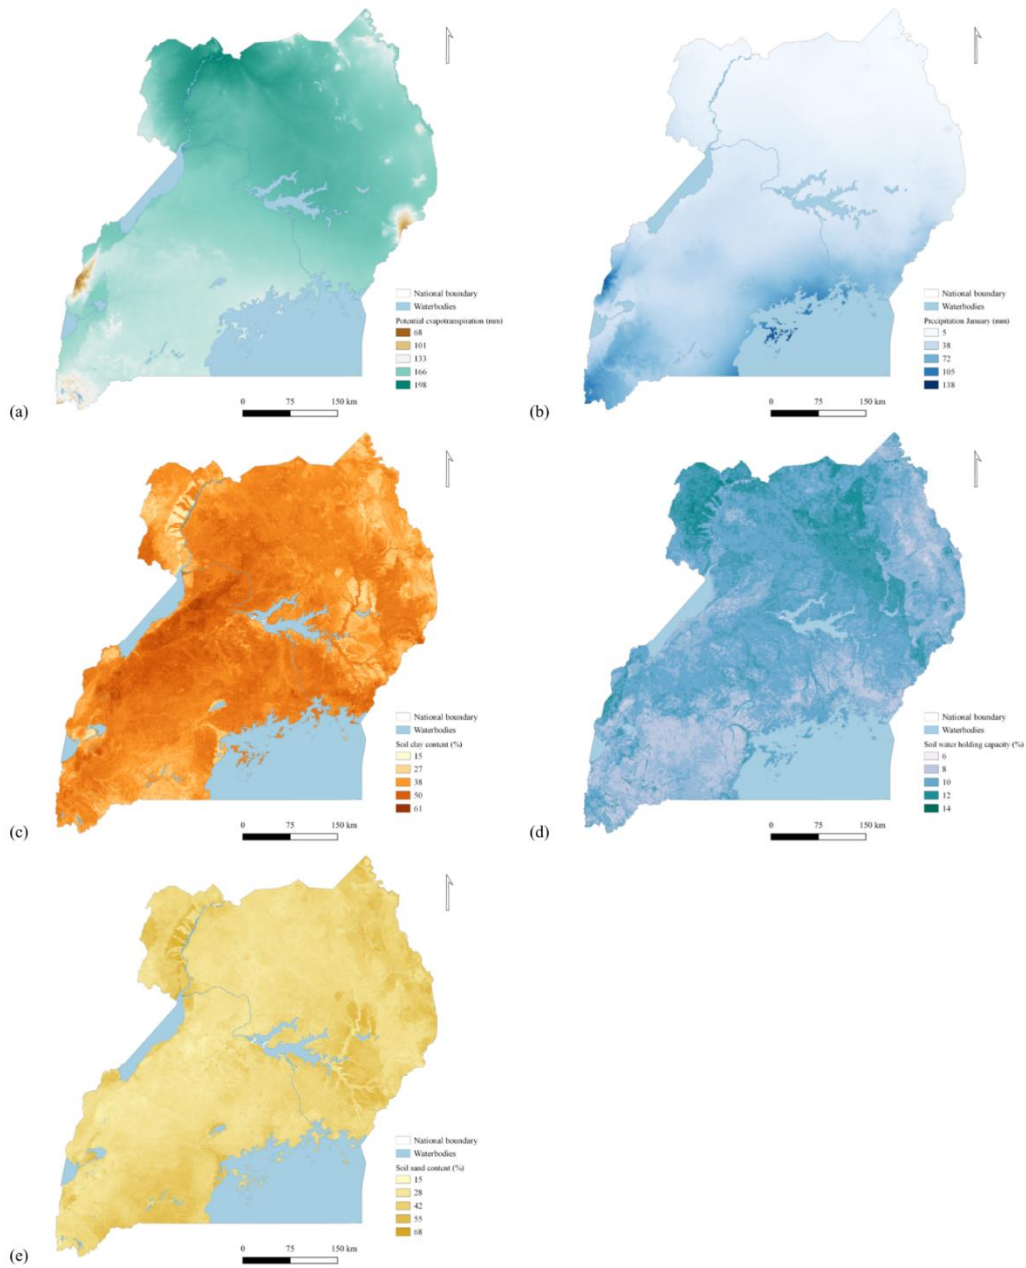 National boundary
Waterbodies
Potential evapotranspiration (mm)
68
101
133
166
198
0 75 150 km
(a)
National boundary
Waterbodies
Precipitation January (mm)
5
38
72
105
138
0 75 150 km
(b)
National boundary
Waterbodies
Soil clay content (%)
15
27
38
50
61
0 75 150 km
(c)
National boundary
Waterbodies
Soil water holding capacity (%)
6
8
10
12
14
0 75 150 km
(d)
National boundary
Waterbodies
Soil sand content (%)
15
28
42
55
68
0 75 150 km
(e)